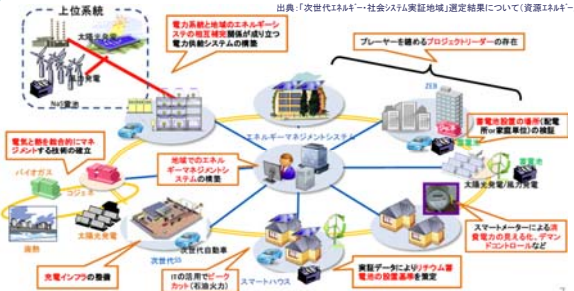 出典:「次世代エネルギー・社会システム実証地域」選定結果について(資源エネルギー
上位系統
太陽光発電
風力発電
NaS電池
電力系統と地域のエネルギーシ
ステの相互補完関係が成り立つ
電力供給システムの構築
プレーヤーを纏めるプロジェクトリーダーの存在
ZEB
エネルギーマネジメントシステム
蓄電池設置の場所(配電
所or家庭単位)の検証
蓄電池
電気と熱を総合的にマネ
ジメントする技術の確立
地域でのエネル
ギーマネジメントシ
ステムの構築
バイオガス
コジェネ
蓄電池
太陽光発電/風力発電
太陽光発電
次世代SS
次世代自動車
スマートメーターによる消
費電力の見える化、デマン
ドコントロールなど
充電インフラの整備
ITの活用でピーク
カット(石油火力)
スマートハウス
実証データによりリチウム蓄
電池の設置基準を策定